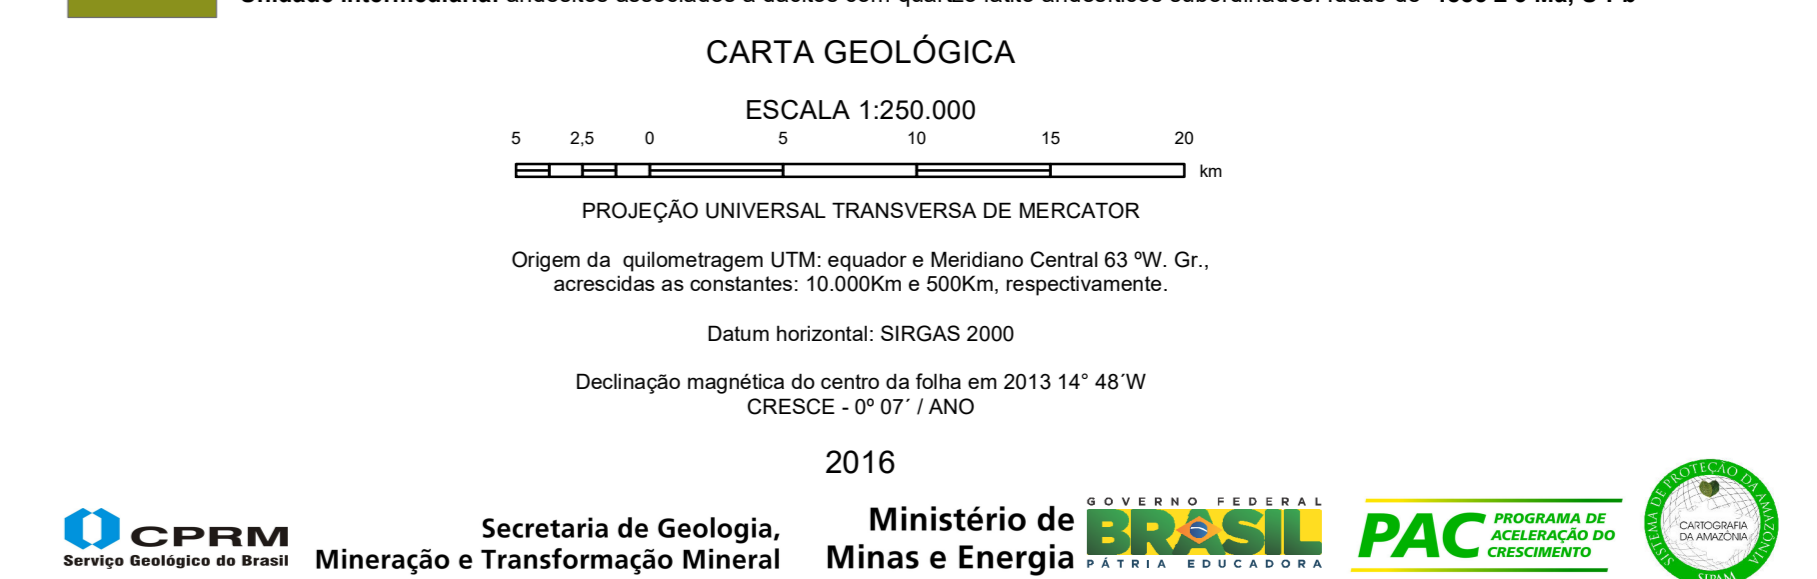 CARTA GEOLÓGICA
ESCALA 1:250.000
5 2,5 0 5 10 15 20
km
PROJEÇÃO UNIVERSAL TRANSVERSA DE MERCATOR
Origem da quilometragem UTM: equador e Meridiano Central 63 ºW. Gr.,
acrescidas as constantes: 10.000Km e 500Km, respectivamente.
Datum horizontal: SIRGAS 2000
Declinação magnética do centro da folha em 2013 14° 48´W
CRESCE - 0º 07´ / ANO
2016
CPRM
Serviço Geológico do Brasil
Secretaria de Geologia,
Mineração e Transformação Mineral
Ministério de
Minas e Energia
GOVERNO FEDERAL
BRASIL
PÁTRIA EDUCADORA
PAC
PROGRAMA DE
ACELERAÇÃO DO
CRESCIMENTO
SISTEMA DE PROTEÇÃO DA AMAZÔNIA
CARTOGRAFIA
DA AMAZÔNIA
SIPAM